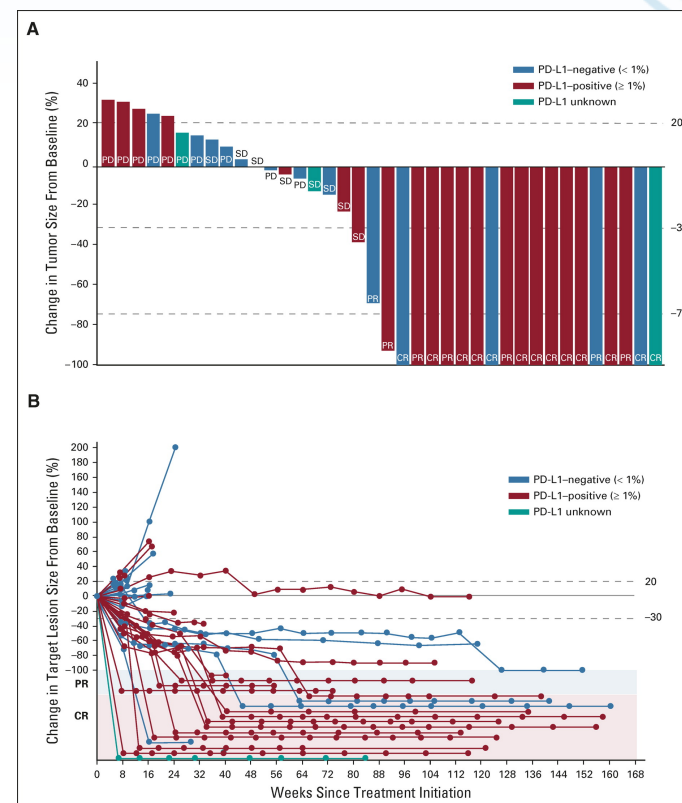 A
Change in Tumor Size From Baseline (%)
PD-L1–negative (< 1%)
PD-L1–positive (≥ 1%)
PD-L1 unknown
40
20
0
−20
−40
−60
−80
−100
20
−3
−7
PD PD PD PD PD PD PD SD PD SD SD PD SD PD SD SD SD SD PR PR CR PR CR PR CR CR CR PR CR CR CR CR CR PR CR PR CR CR
B
Change in Target Lesion Size From Baseline (%)
PD-L1–negative (< 1%)
PD-L1–positive (≥ 1%)
PD-L1 unknown
200
180
160
140
120
100
80
60
40
20
0
−20
−40
−60
−80
−100
PR
CR
20
−30
0 8 16 24 32 40 48 56 64 72 80 88 96 104 112 120 128 136 144 152 160 168
Weeks Since Treatment Initiation